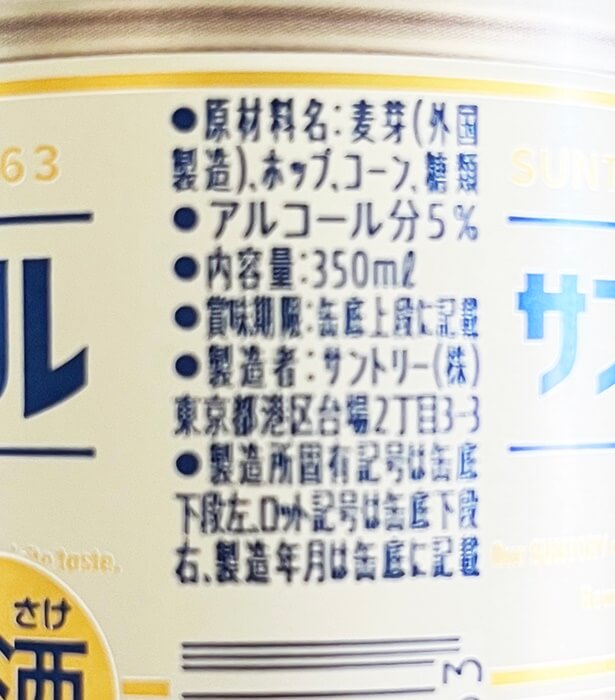 ●原材料名:麦芽(外国
製造)、ホップ、コーン、糖類
●アルコール分5%
●内容量:350ml
●賞味期限:缶底上段に記載
●製造者:サントリー(株)
東京都港区台場2丁目3-3
●製造所固有記号は缶底
下段左、ロット記号は缶底下段
右、製造年月は缶底に記載
63
SUNT
ル
サ
taste.
さけ
酒
3